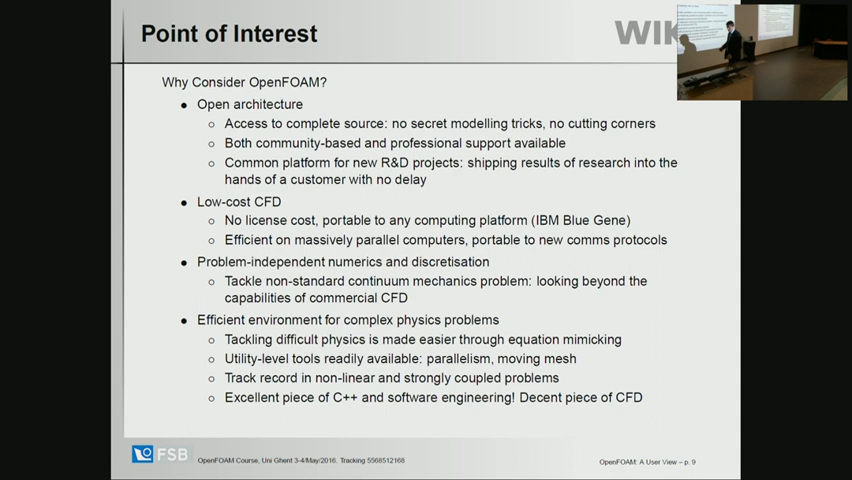 Point of Interest
WIK
Why Consider OpenFOAM?
• Open architecture
◦ Access to complete source: no secret modelling tricks, no cutting corners
◦ Both community-based and professional support available
◦ Common platform for new R&D projects: shipping results of research into the
hands of a customer with no delay
• Low-cost CFD
◦ No license cost, portable to any computing platform (IBM Blue Gene)
◦ Efficient on massively parallel computers, portable to new comms protocols
• Problem-independent numerics and discretisation
◦ Tackle non-standard continuum mechanics problem: looking beyond the
capabilities of commercial CFD
• Efficient environment for complex physics problems
◦ Tackling difficult physics is made easier through equation mimicking
◦ Utility-level tools readily available: parallelism, moving mesh
◦ Track record in non-linear and strongly coupled problems
◦ Excellent piece of C++ and software engineering! Decent piece of CFD
FSB
OpenFOAM Course, Uni Ghent 3-4/May/2016. Tracking 5568512168
OpenFOAM: A User View – p. 9